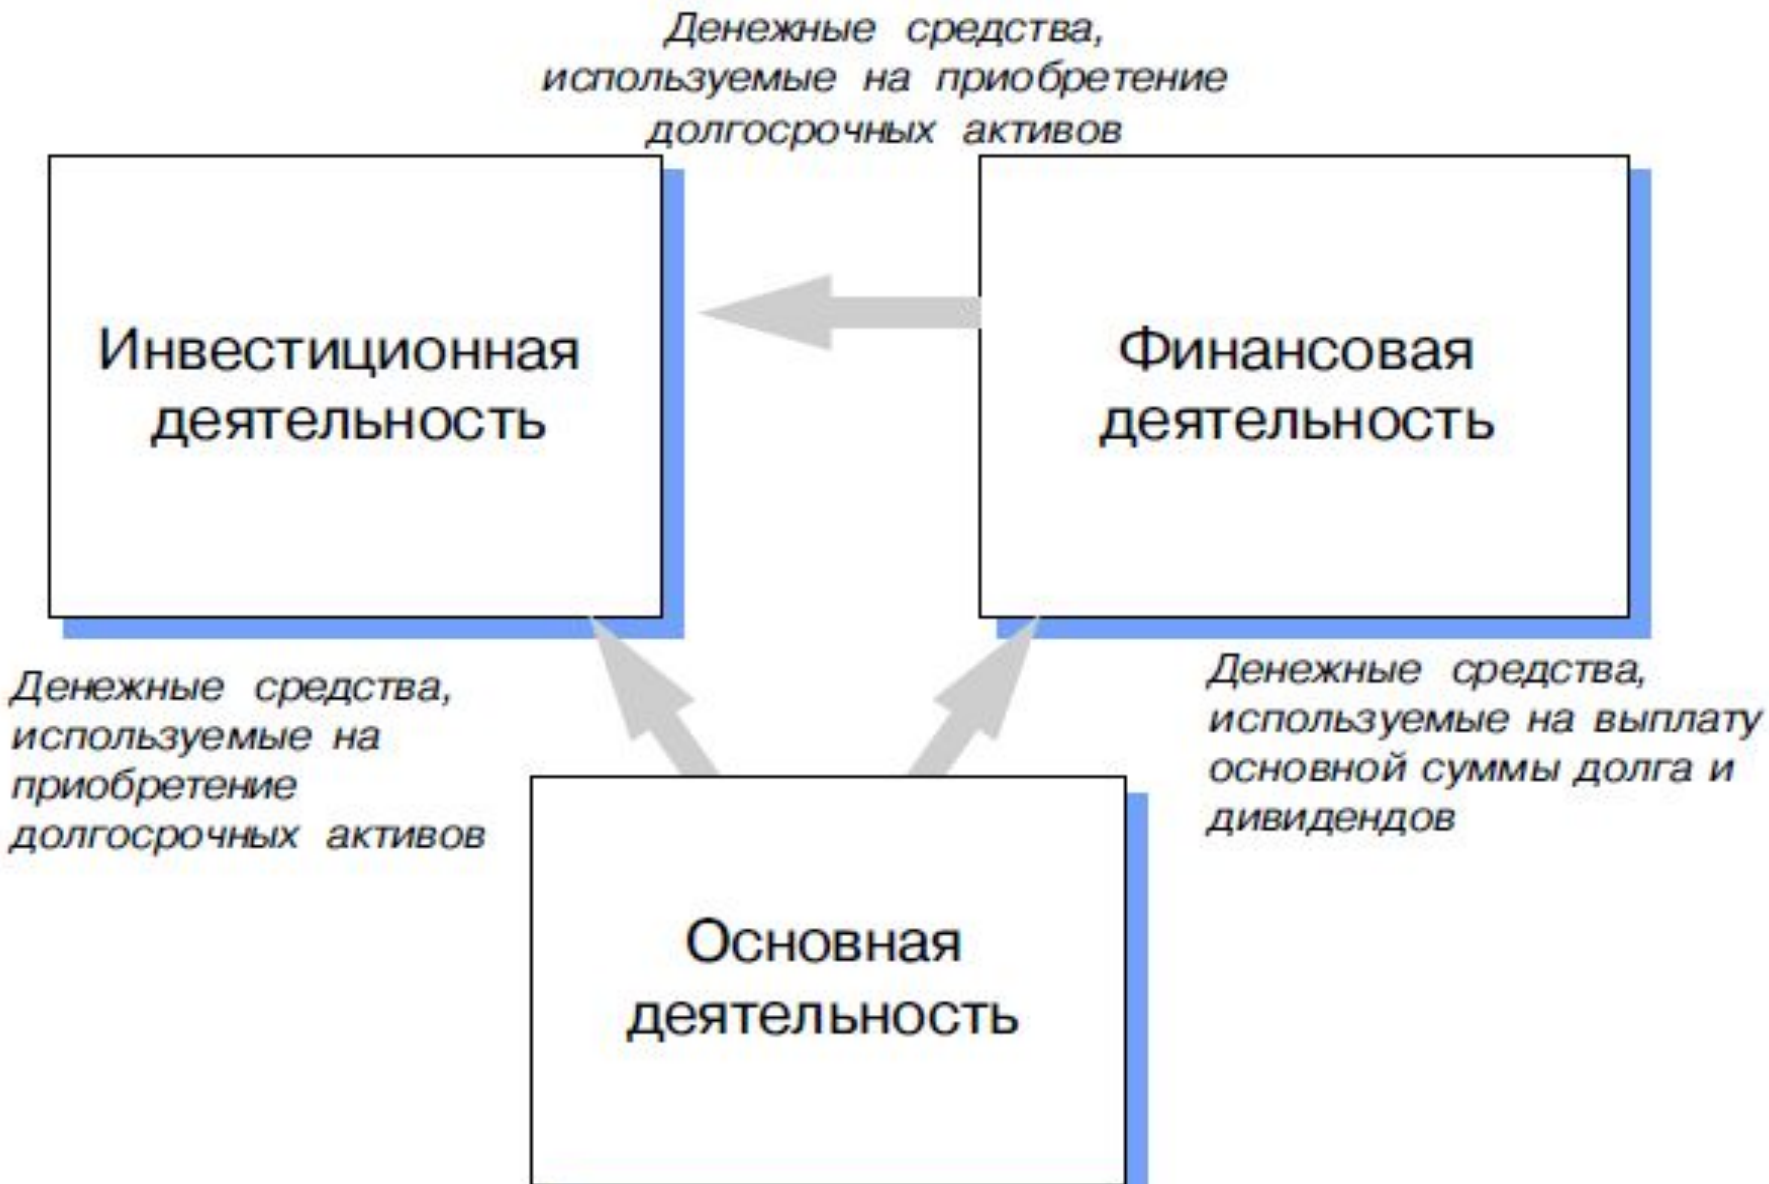 Денежные средства,
используемые на приобретение
долгосрочных активов
Инвестиционная
деятельность
Финансовая
деятельность
Денежные средства,
используемые на
приобретение
долгосрочных активов
Денежные средства,
используемые на выплату
основной суммы долга и
дивидендов
Основная
деятельность